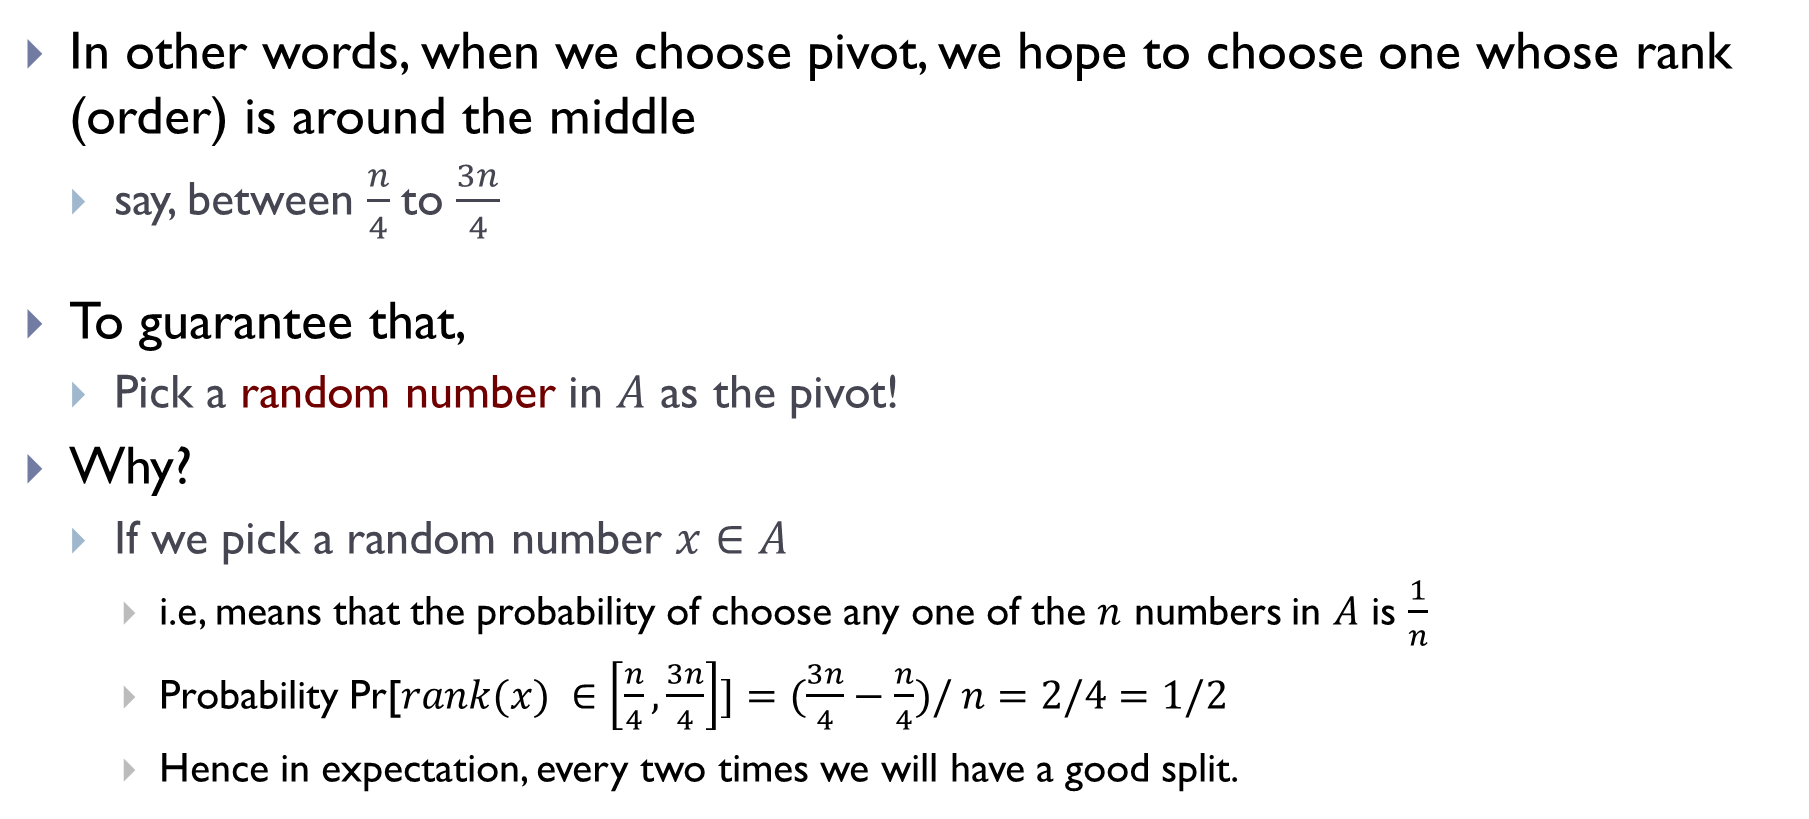 In other words, when we choose pivot, we hope to choose one whose rank
(order) is around the middle
say, between n/4 to 3n/4
To guarantee that,
Pick a random number in A as the pivot!
Why?
If we pick a random number x ∈ A
i.e, means that the probability of choose any one of the n numbers in A is 1/n
Probability Pr[rank(x) ∈ [n/4, 3n/4]] = (3n/4 − n/4)/ n = 2/4 = 1/2
Hence in expectation, every two times we will have a good split.